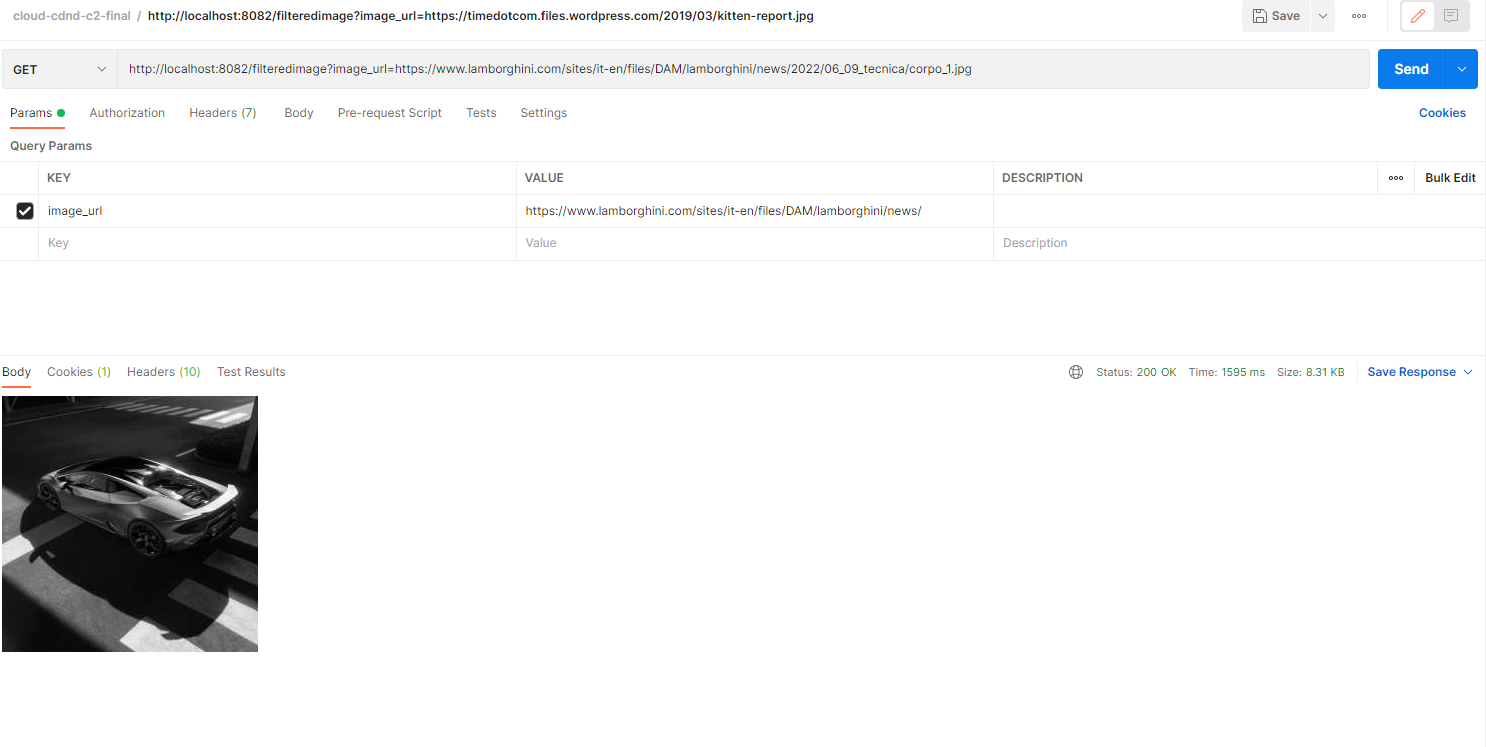 cloud-cdnd-c2-final / http://localhost:8082/filteredimage?image_url=https://timedotcom.files.wordpress.com/2019/03/kitten-report.jpg Save
GET http://localhost:8082/filteredimage?image_url=https://www.lamborghini.com/sites/it-en/files/DAM/lamborghini/news/2022/06_09_tecnica/corpo_1.jpg Send
Params Authorization Headers (7) Body Pre-request Script Tests Settings Cookies
Query Params
KEY VALUE DESCRIPTION Bulk Edit
image_url https://www.lamborghini.com/sites/it-en/files/DAM/lamborghini/news/
Key Value Description
Body Cookies (1) Headers (10) Test Results Status: 200 OK Time: 1595 ms Size: 8.31 KB Save Response